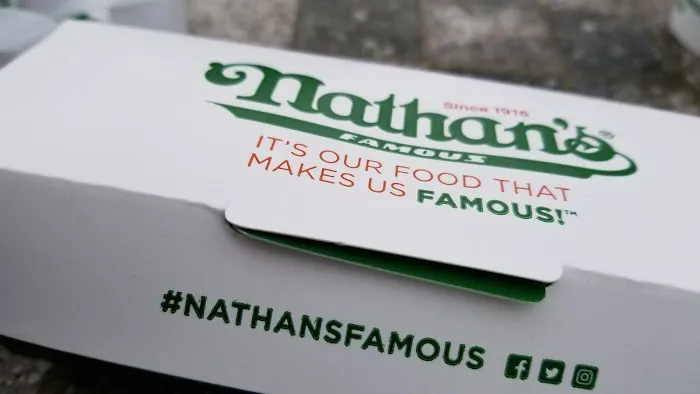 Since 1916
Nathan's®
FAMOUS
IT'S OUR FOOD THAT
MAKES US FAMOUS!™
#NATHANSFAMOUS